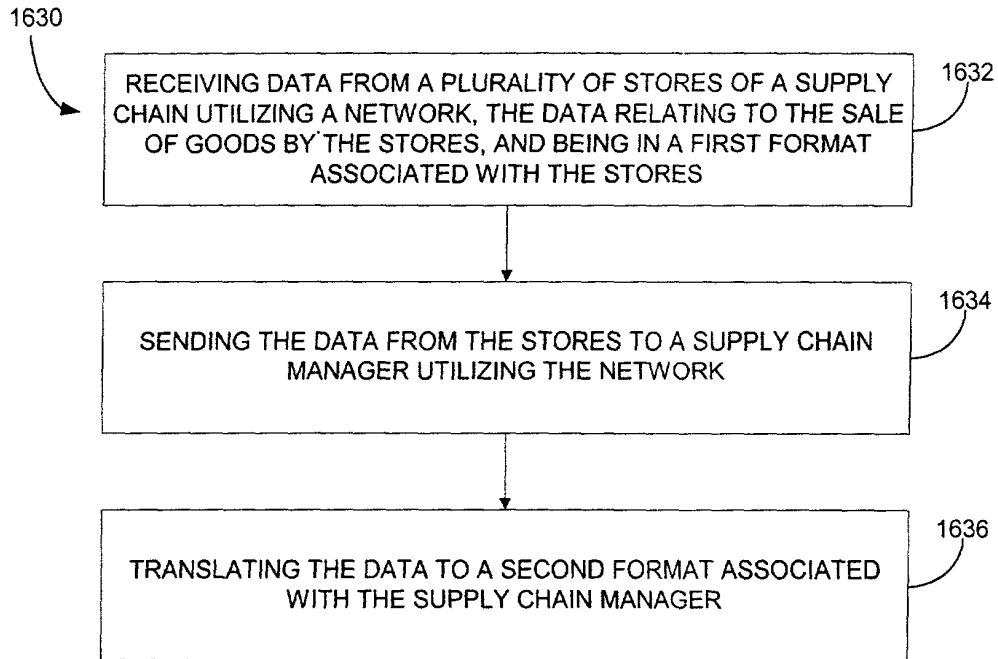 1630
RECEIVING DATA FROM A PLURALITY OF STORES OF A SUPPLY
CHAIN UTILIZING A NETWORK, THE DATA RELATING TO THE SALE
OF GOODS BY THE STORES, AND BEING IN A FIRST FORMAT
ASSOCIATED WITH THE STORES
1632
SENDING THE DATA FROM THE STORES TO A SUPPLY CHAIN
MANAGER UTILIZING THE NETWORK
1634
TRANSLATING THE DATA TO A SECOND FORMAT ASSOCIATED
WITH THE SUPPLY CHAIN MANAGER
1636